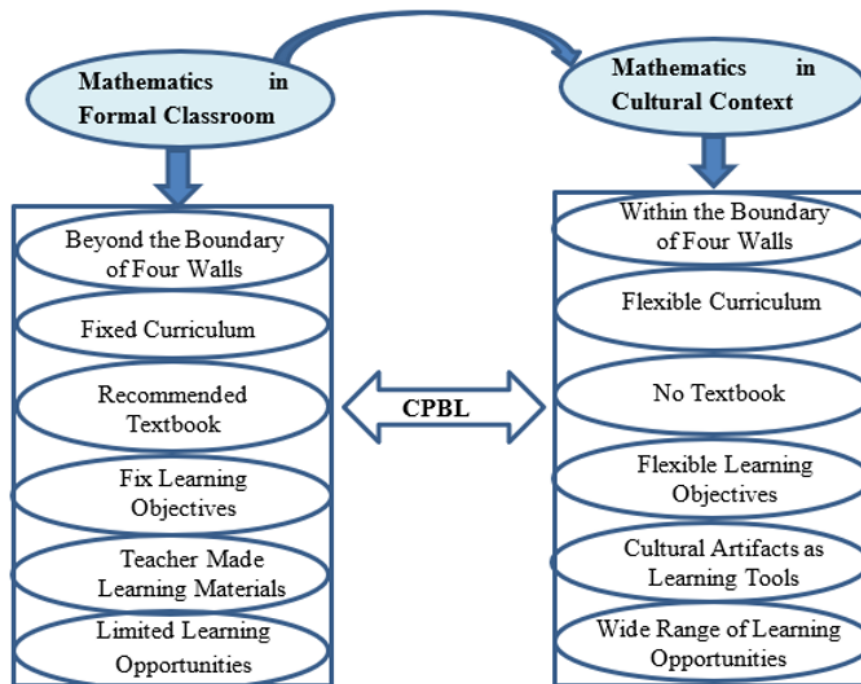 Mathematics in
Formal Classroom
Mathematics in
Cultural Context
Beyond the Boundary
of Four Walls
Fixed Curriculum
Recommended
Textbook
Fix Learning
Objectives
Teacher Made
Learning Materials
Limited Learning
Opportunities
CPBL
Within the Boundary
of Four Walls
Flexible Curriculum
No Textbook
Flexible Learning
Objectives
Cultural Artifacts as
Learning Tools
Wide Range of Learning
Opportunities